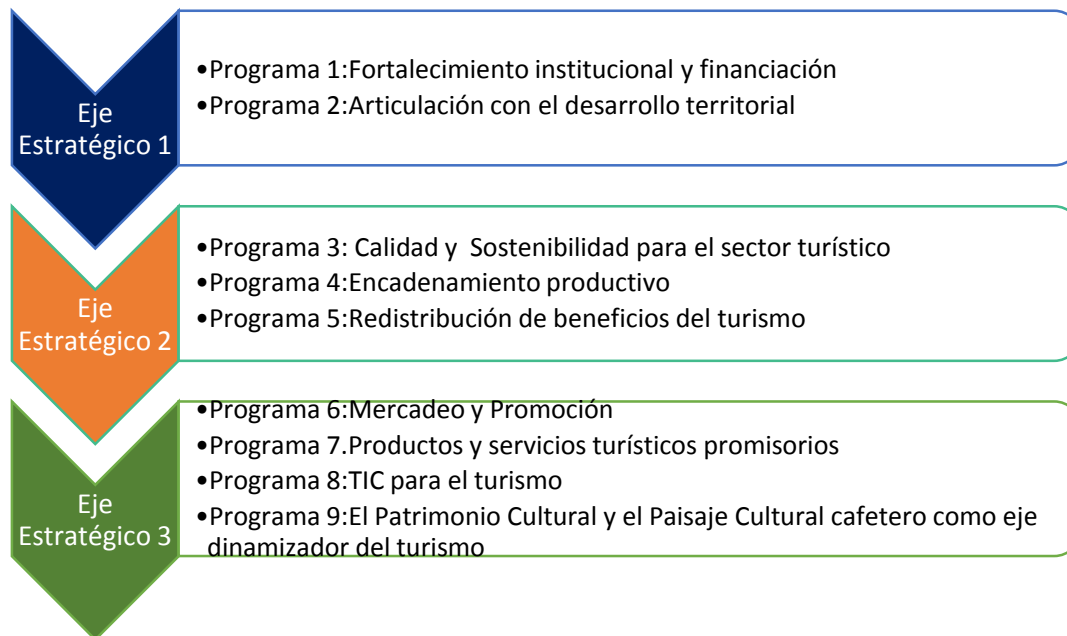 Eje
Estratégico 1
•Programa 1:Fortalecimiento institucional y financiación
•Programa 2:Articulación con el desarrollo territorial
Eje
Estratégico 2
•Programa 3: Calidad y Sostenibilidad para el sector turístico
•Programa 4:Encadenamiento productivo
•Programa 5:Redistribución de beneficios del turismo
Eje
Estratégico 3
•Programa 6:Mercadeo y Promoción
•Programa 7.Productos y servicios turísticos promisorios
•Programa 8:TIC para el turismo
•Programa 9:El Patrimonio Cultural y el Paisaje Cultural cafetero como eje
dinamizador del turismo